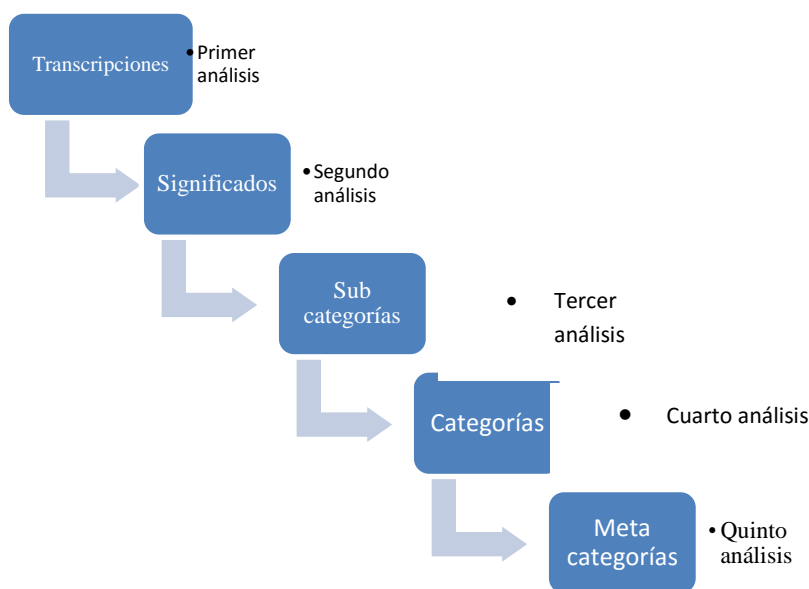 Transcripciones
• Primer
análisis
Significados
• Segundo
análisis
Sub
categorías
• Tercer
análisis
Categorías
• Cuarto análisis
Meta
categorías
• Quinto
análisis